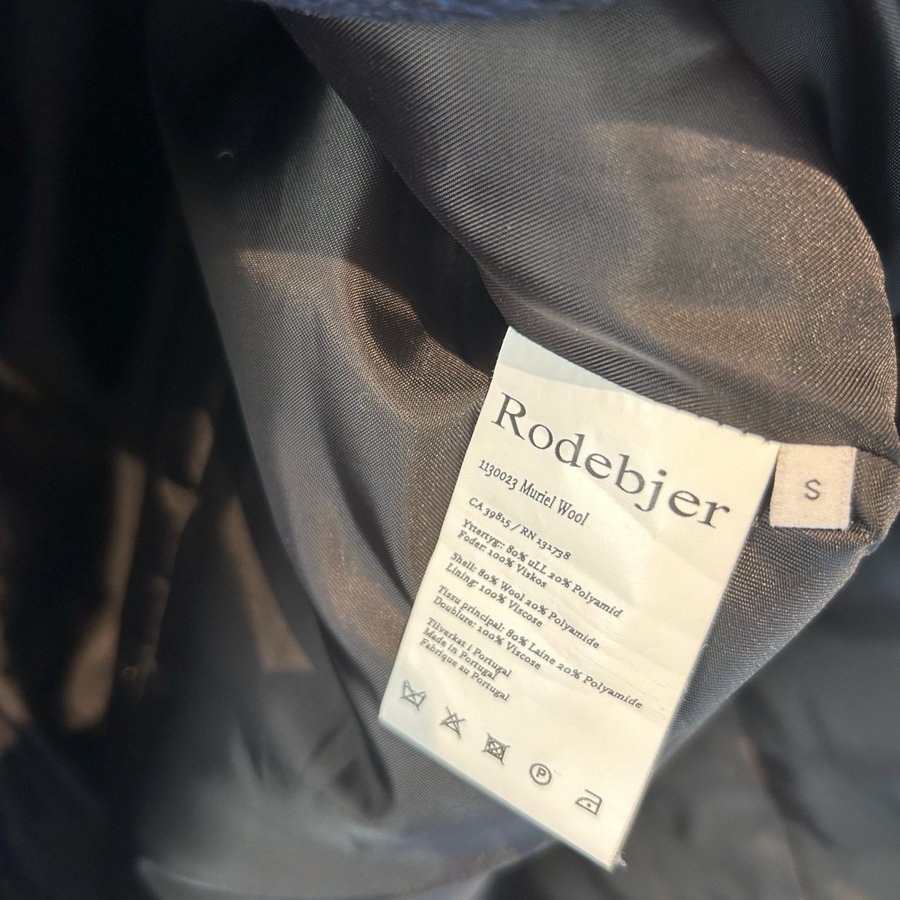 Rodebjer
S
1130023 Muriel Wool
CA 39815 / RN 131738
Yttertyg: 80% uLL 20% Polyamid
Foder: 100% Viskos
Shell: 80% Wool 20% Polyamide
Lining: 100% Viscose
Tissu principal: 80% Laine 20% Polyamide
Doublure: 100% Viscose
Tilverkat i Portugal
Made in Portugal
Fabrique au Portugal
P